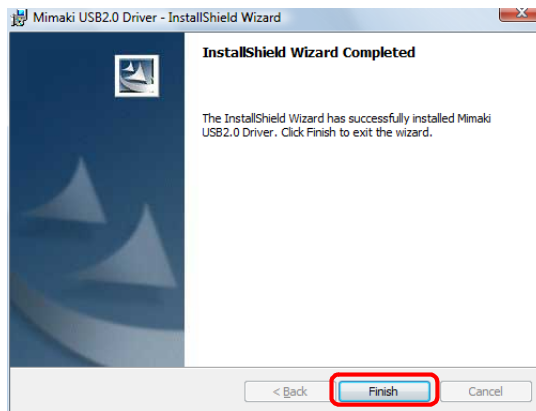 Mimaki USB2.0 Driver - InstallShield Wizard
InstallShield Wizard Completed
The InstallShield Wizard has successfully installed Mimaki
USB2.0 Driver. Click Finish to exit the wizard.
< Back Finish Cancel